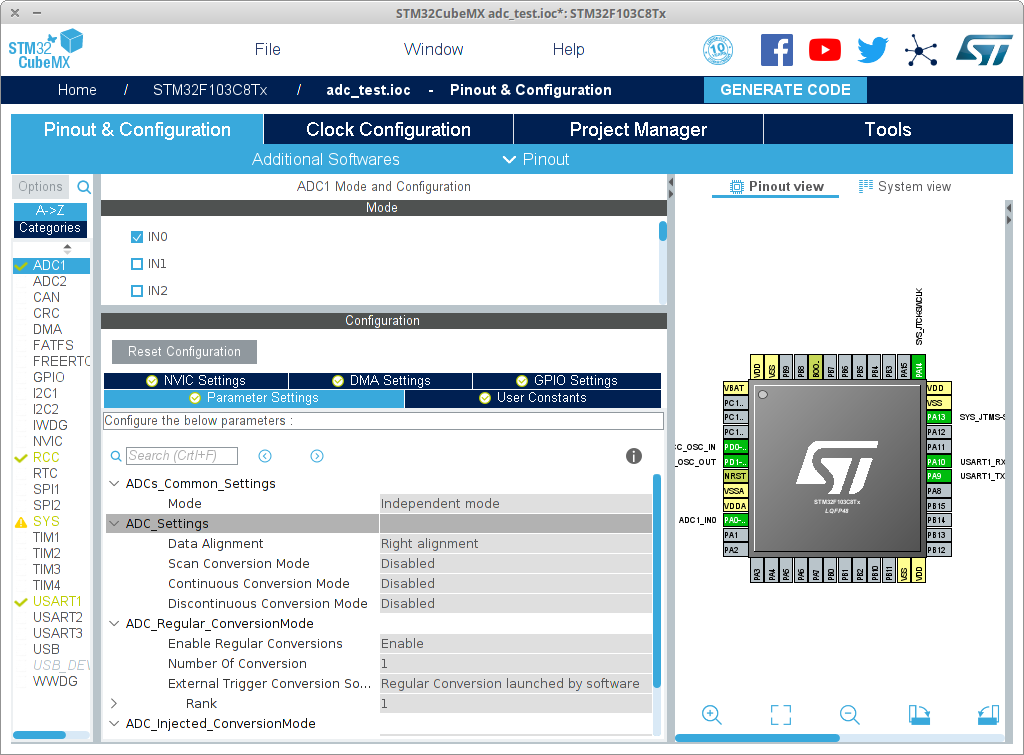 STM32CubeMX adc_test.ioc*: STM32F103C8Tx
STM32
CubeMX
File
Window
Help
10
ST
Home / STM32F103C8Tx / adc_test.ioc - Pinout & Configuration
GENERATE CODE
Pinout & Configuration
Clock Configuration
Project Manager
Tools
Additional Softwares
Pinout
Options
A->Z
Categories
ADC1
ADC2
CAN
CRC
DMA
FATFS
FREERTO
GPIO
I2C1
I2C2
IWDG
NVIC
RCC
RTC
SPI1
SPI2
SYS
TIM1
TIM2
TIM3
TIM4
USART1
USART2
USART3
USB
USB_DEV
WWDG
ADC1 Mode and Configuration
Mode
IN0
IN1
IN2
Configuration
Reset Configuration
NVIC Settings
DMA Settings
GPIO Settings
Parameter Settings
User Constants
Configure the below parameters :
Search (CrtI+F)
ADCs_Common_Settings
Mode Independent mode
ADC_Settings
Data Alignment Right alignment
Scan Conversion Mode Disabled
Continuous Conversion Mode Disabled
Discontinuous Conversion Mode Disabled
ADC_Regular_ConversionMode
Enable Regular Conversions Enable
Number Of Conversion 1
External Trigger Conversion So... Regular Conversion launched by software
Rank 1
ADC_Injected_ConversionMode
Pinout view
System view
SYS_JTCK-SWCLK
VDD
VSS
PB9
PB8
BOO..
PB7
PB6
PB5
PB4
PB3
PA15
PA14
VBAT
PC1..
PC1..
PC1..
PD0-..
PD1-..
NRST
VSSA
VDDA
PA0-..
PA1
PA2
C_OSC_IN
_OSC_OUT
ADC1_IN0
ST
STM32F103C8Tx
LQFP48
VDD
VSS
PA13
PA12
PA11
PA10
PA9
PA8
PB15
PB14
PB13
PB12
SYS_JTMS-S
USART1_RX
USART1_TX
PA3
PA4
PA5
PA6
PA7
PB0
PB1
PB2
PB10
PB11
VSS
VDD